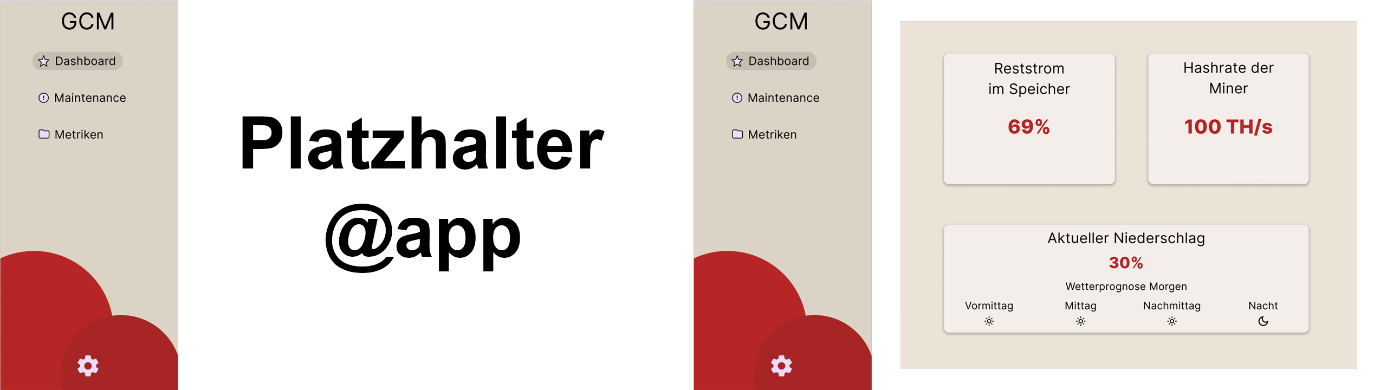 GCM
Dashboard
Maintenance
Metriken
Platzhalter
@app
GCM
Dashboard
Maintenance
Metriken
Reststrom
im Speicher
69%
Hashrate der
Miner
100 TH/s
Aktueller Niederschlag
30%
Wetterprognose Morgen
Vormittag Mittag Nachmittag Nacht